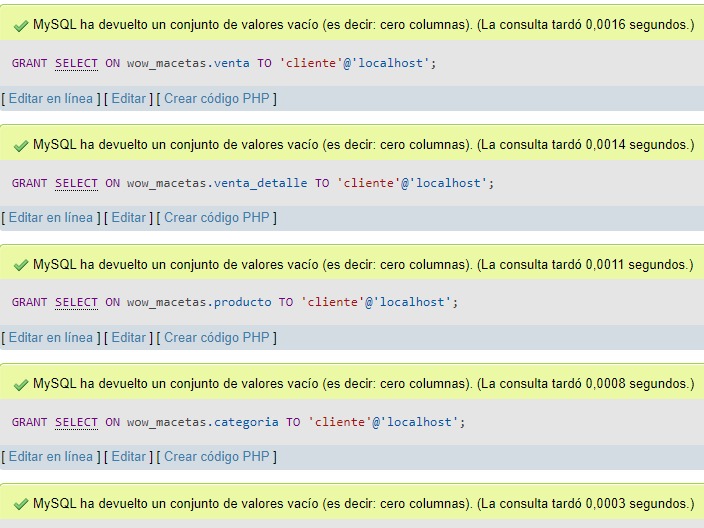 MySQL ha devuelto un conjunto de valores vacío (es decir: cero columnas). (La consulta tardó 0,0016 segundos.)
GRANT SELECT ON wow_macetas.venta TO 'cliente'@'localhost';
[ Editar en línea ] [ Editar ] [ Crear código PHP ]
MySQL ha devuelto un conjunto de valores vacío (es decir: cero columnas). (La consulta tardó 0,0014 segundos.)
GRANT SELECT ON wow_macetas.venta_detalle TO 'cliente'@'localhost';
[ Editar en línea ] [ Editar ] [ Crear código PHP ]
MySQL ha devuelto un conjunto de valores vacío (es decir: cero columnas). (La consulta tardó 0,0011 segundos.)
GRANT SELECT ON wow_macetas.producto TO 'cliente'@'localhost';
[ Editar en línea ] [ Editar ] [ Crear código PHP ]
MySQL ha devuelto un conjunto de valores vacío (es decir: cero columnas). (La consulta tardó 0,0008 segundos.)
GRANT SELECT ON wow_macetas.categoria TO 'cliente'@'localhost';
[ Editar en línea ] [ Editar ] [ Crear código PHP ]
MySQL ha devuelto un conjunto de valores vacío (es decir: cero columnas). (La consulta tardó 0,0003 segundos.)